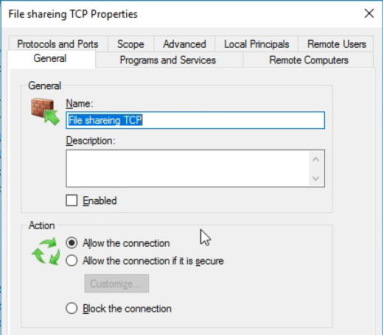 File shareing TCP Properties
Protocols and Ports Scope Advanced Local Principals Remote Users
General Programs and Services Remote Computers
General
Name:
File shareing TCP
Description:
Enabled
Action
Allow the connection
Allow the connection if it is secure
Customize...
Block the connection